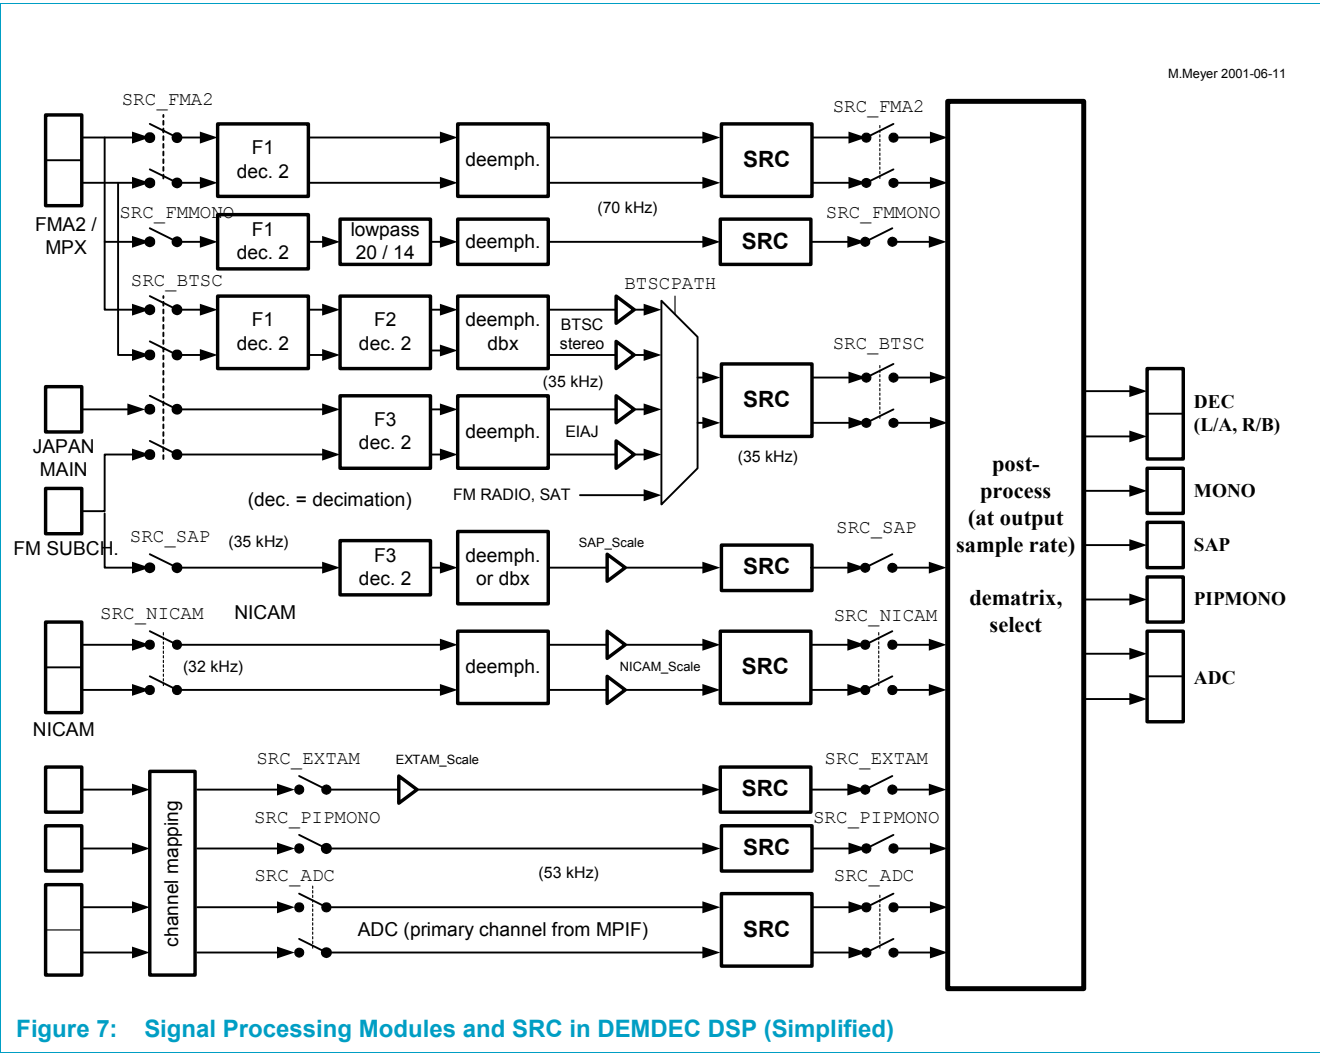 M.Meyer 2001-06-11
SRC_FMA2
SRC_FMA2
F1
dec. 2
deemph.
SRC
FMA2 /
MPX
SRC_FMMONO
(70 kHz)
SRC_FMMONO
F1
dec. 2
lowpass
20 / 14
deemph.
SRC
SRC_BTSC
BTSCPATH
F1
dec. 2
F2
dec. 2
deemph.
dbx
BTSC
stereo
(35 kHz)
SRC_BTSC
SRC
(35 kHz)
JAPAN
MAIN
F3
dec. 2
deemph.
EIAJ
(dec. = decimation)
FM RADIO, SAT
FM SUBCH.
SRC_SAP
(35 kHz)
F3
dec. 2
deemph.
or dbx
SAP_Scale
SRC
SRC_SAP
SRC_NICAM
NICAM
(32 kHz)
deemph.
NICAM_Scale
SRC
SRC_NICAM
NICAM
channel mapping
SRC_EXTAM
EXTAM_Scale
SRC
SRC_EXTAM
SRC_PIPMONO
SRC
SRC_PIPMONO
(53 kHz)
SRC_ADC
ADC (primary channel from MPIF)
SRC
SRC_ADC
post-
process
(at output
sample rate)
dematrix,
select
DEC
(L/A, R/B)
MONO
SAP
PIPMONO
ADC
Figure 7: Signal Processing Modules and SRC in DEMDEC DSP (Simplified)